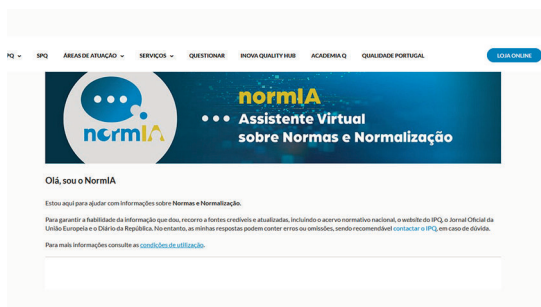 PQ SPQ ÁREAS DE ATUAÇÃO SERVIÇOS QUESTIONAR INOVA QUALITY HUB ACADEMIA Q QUALIDADE PORTUGAL LOJA ONLINE
normIA
normIA
Assistente Virtual
sobre Normas e Normalização
Olá, sou o NormIA
Estou aqui para ajudar com Informações sobre Normas e Normalização.
Para garantir a fiabilidade da informação que dou, recorro a fontes credíveis e atualizadas, incluindo o acervo normativo nacional, o website do IPQ, o Jornal Oficial da
União Europeia e o Diário da República. No entanto, as minhas respostas podem conter erros ou omissões, sendo recomendável contactar o IPQ, em caso de dúvida.
Para mais informações consulte as condições de utilização.